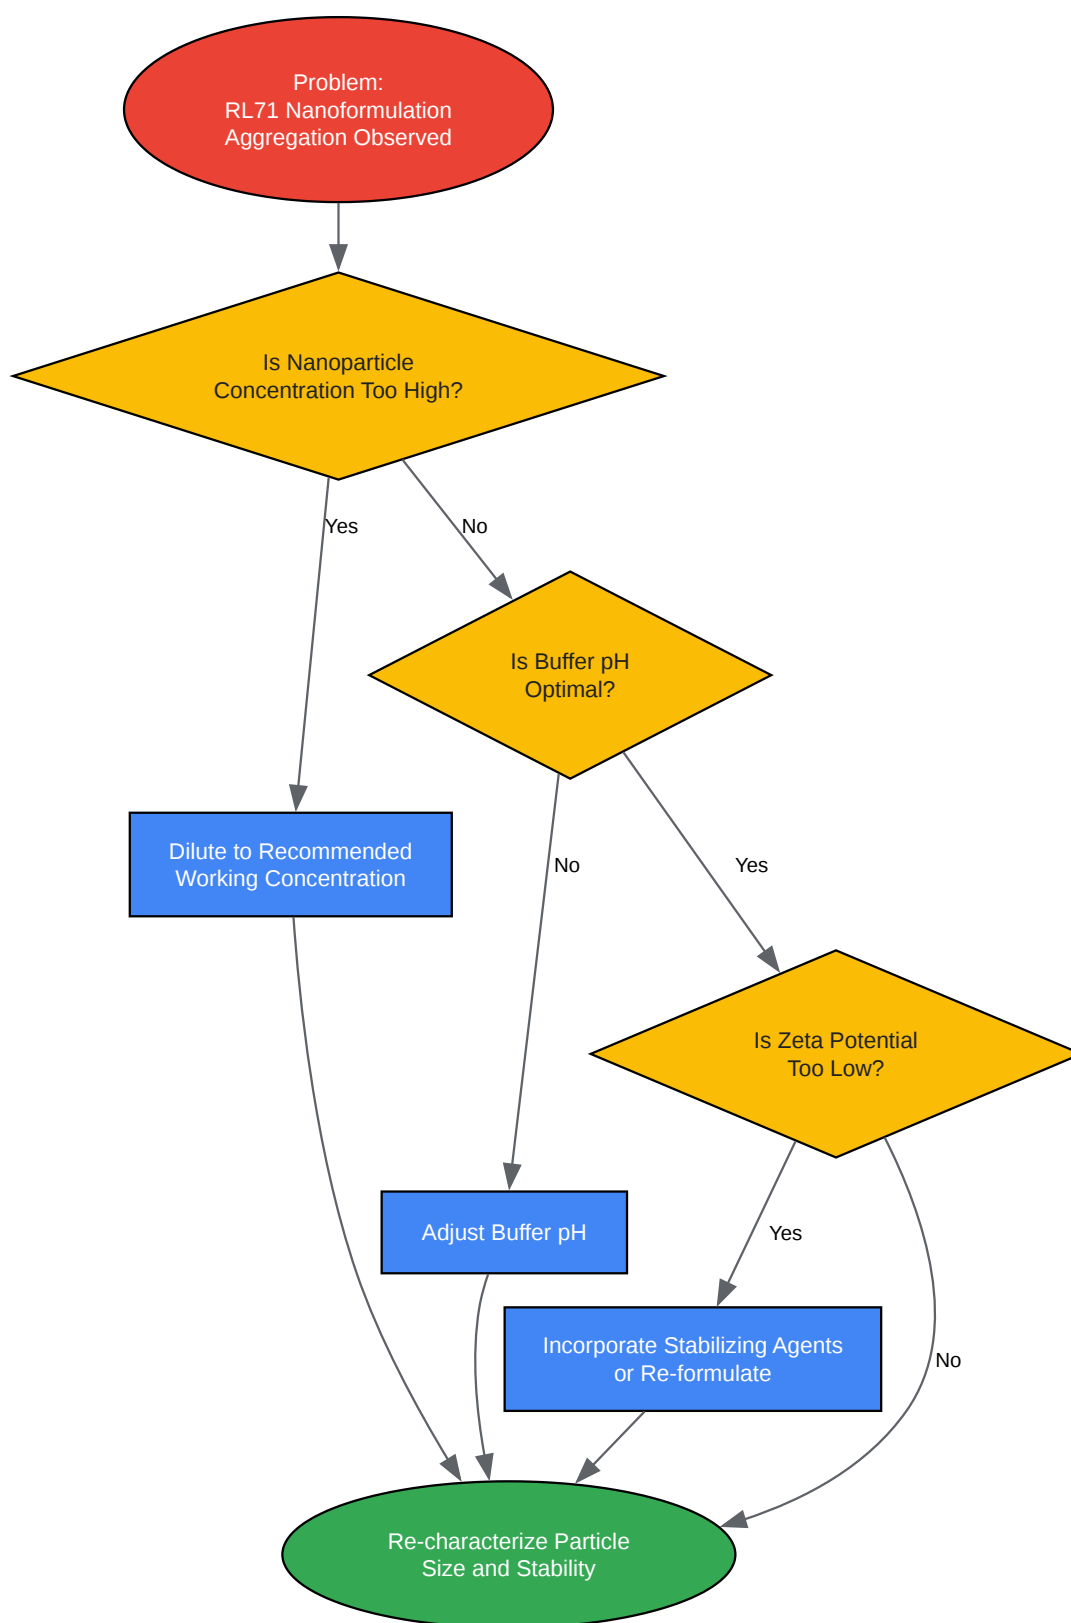 Problem:
RL71 Nanoformulation
Aggregation Observed
Is Nanoparticle
Concentration Too High?
Yes
No
Is Buffer pH
Optimal?
Dilute to Recommended
Working Concentration
No
Yes
Is Zeta Potential
Too Low?
Adjust Buffer pH
Yes
Incorporate Stabilizing Agents
or Re-formulate
No
Re-characterize Particle
Size and Stability